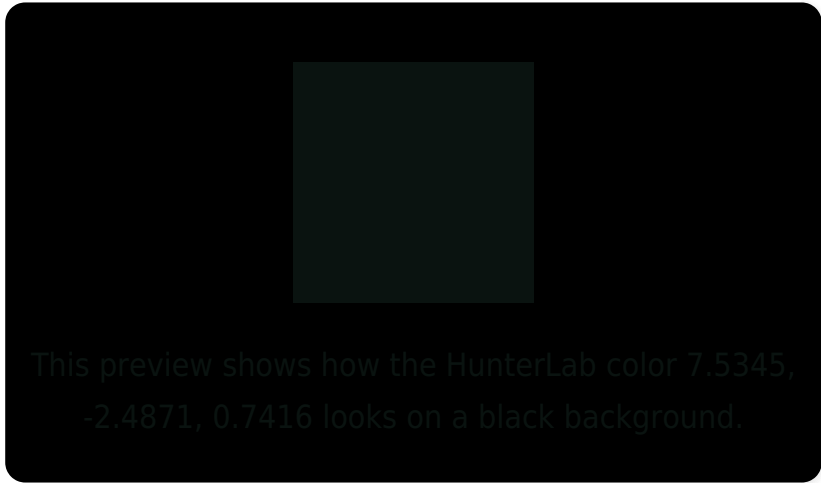 This preview shows how the HunterLab color 7.5345,
-2.4871, 0.7416 looks on a black background.